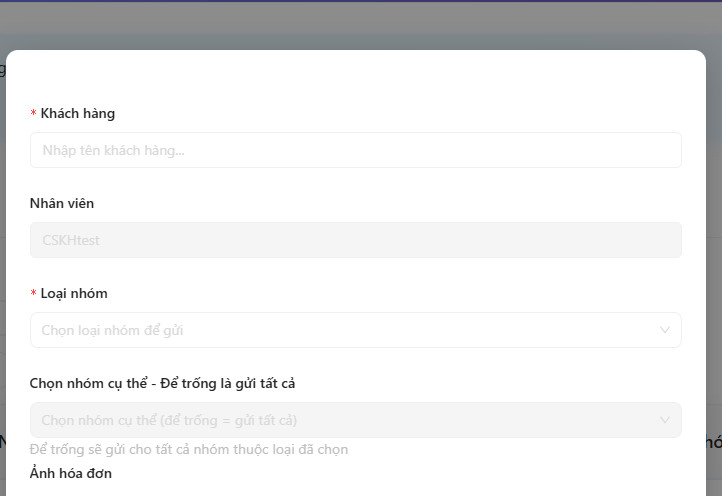 * Khách hàng
Nhập tên khách hàng...
Nhân viên
CSKHtest
* Loại nhóm
Chọn loại nhóm để gửi
Chọn nhóm cụ thể - Để trống là gửi tất cả
Chọn nhóm cụ thể (để trống = gửi tất cả)
Để trống sẽ gửi cho tất cả nhóm thuộc loại đã chọn
Ảnh hóa đơn